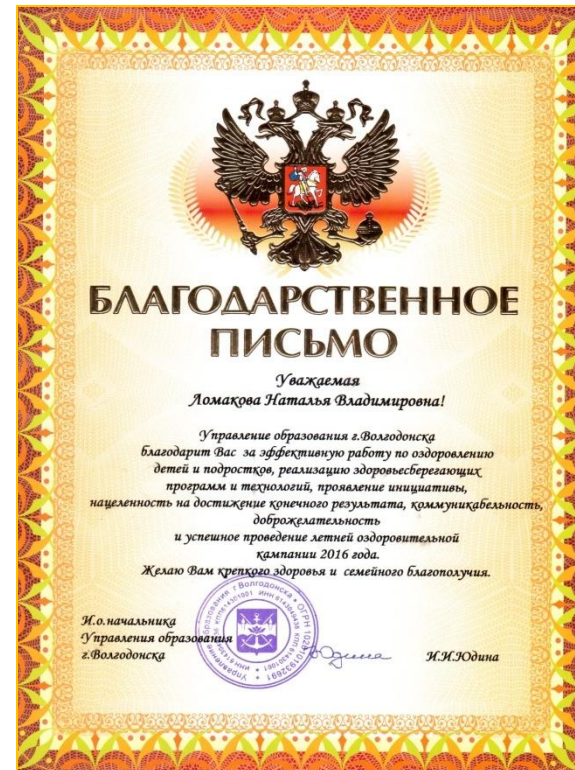 БЛАГОДАРСТВЕННОЕ
ПИСЬМО
Уважаемая
Ломакова Наталья Владимировна!
Управление образования г.Волгодонска
благодарит Вас за эффективную работу по оздоровлению
детей и подростков, реализацию здоровьесберегающих
программ и технологий, проявление инициативы,
нацеленность на достижение конечного результата, коммуникабельность,
доброжелательность
и успешное проведение летней оздоровительной
кампании 2016 года.
Желаю Вам крепкого здоровья и семейного благополучия.
И.о.начальника
Управления образования
г.Волгодонска
И.И.Юдина